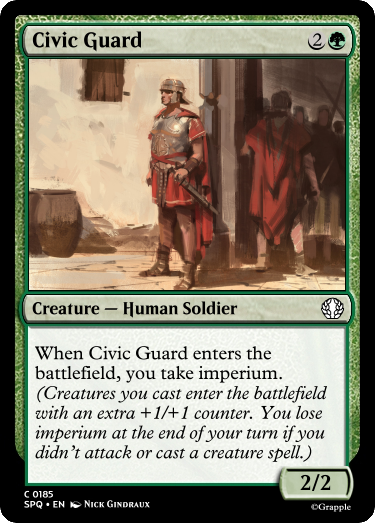 Civic Guard 2
Creature — Human Soldier
When Civic Guard enters the
battlefield, you take imperium.
(Creatures you cast enter the battlefield
with an extra +1/+1 counter. You lose
imperium at the end of your turn if you
didn't attack or cast a creature spell.)
2/2
C 0185
SPQ • EN Nick Gindraux
©Grapple